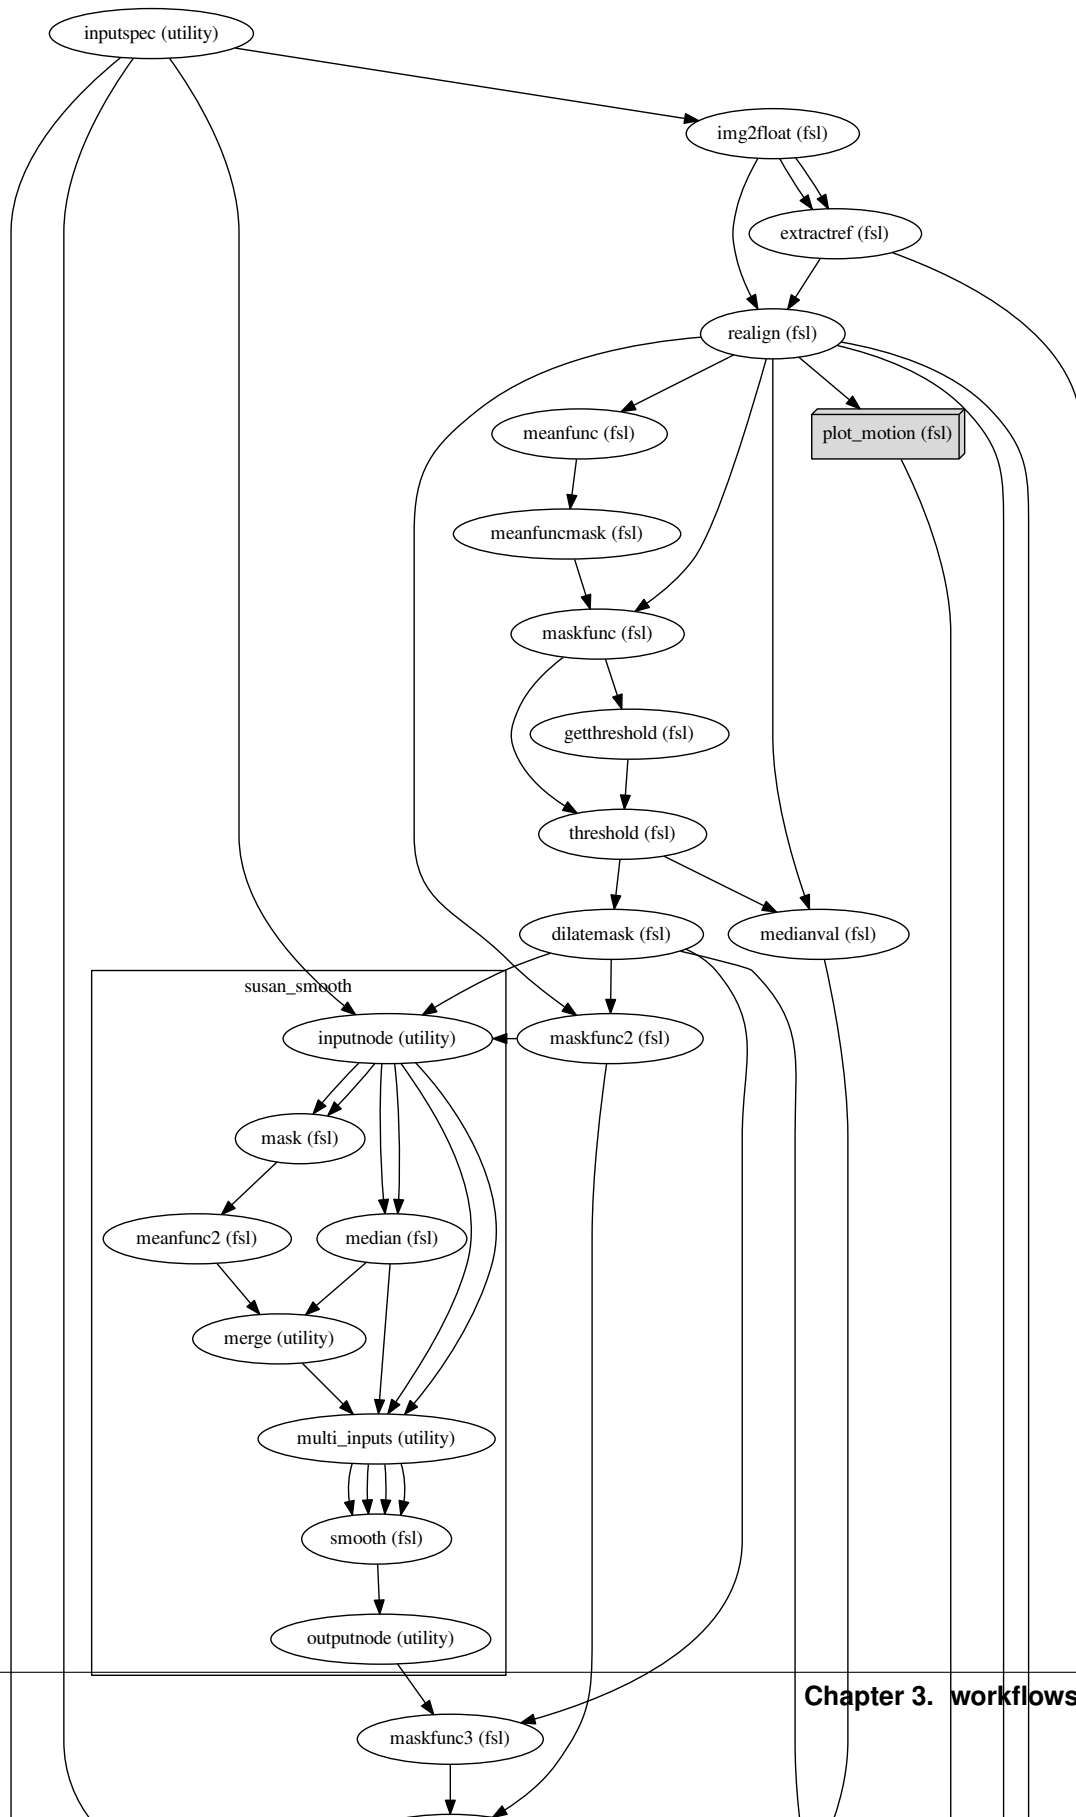 inputspec (utility)
img2float (fsl)
extractref (fsl)
realign (fsl)
meanfunc (fsl)
plot_motion (fsl)
meanfuncmask (fsl)
maskfunc (fsl)
getthreshold (fsl)
threshold (fsl)
dilatemask (fsl)
medianval (fsl)
susan_smooth
inputnode (utility)
maskfunc2 (fsl)
mask (fsl)
meanfunc2 (fsl)
median (fsl)
merge (utility)
multi_inputs (utility)
smooth (fsl)
outputnode (utility)
Chapter 3. workflows
maskfunc3 (fsl)